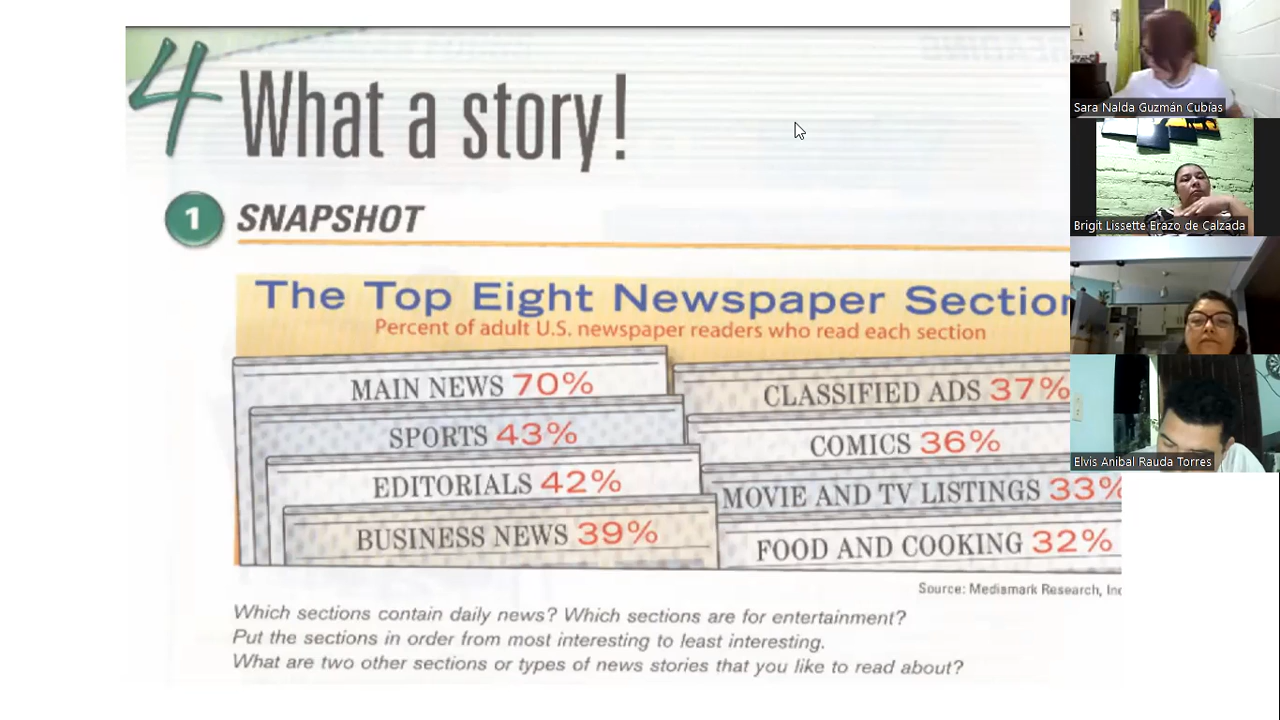 4 What a story!
1 SNAPSHOT
The Top Eight Newspaper Section
Percent of adult U.S. newspaper readers who read each section
MAIN NEWS 70%
SPORTS 43%
EDITORIALS 42%
BUSINESS NEWS 39%
CLASSIFIED ADS 37%
COMICS 36%
MOVIE AND TV LISTINGS 33%
FOOD AND COOKING 32%
Source: Mediamark Research, Inc
Which sections contain daily news? Which sections are for entertainment?
Put the sections in order from most interesting to least interesting.
What are two other sections or types of news stories that you like to read about?
Sara Nalda Guzmán Cubías
Brigit Lissette Erazo de Calzada
Elvis Anibal Rauda Torres